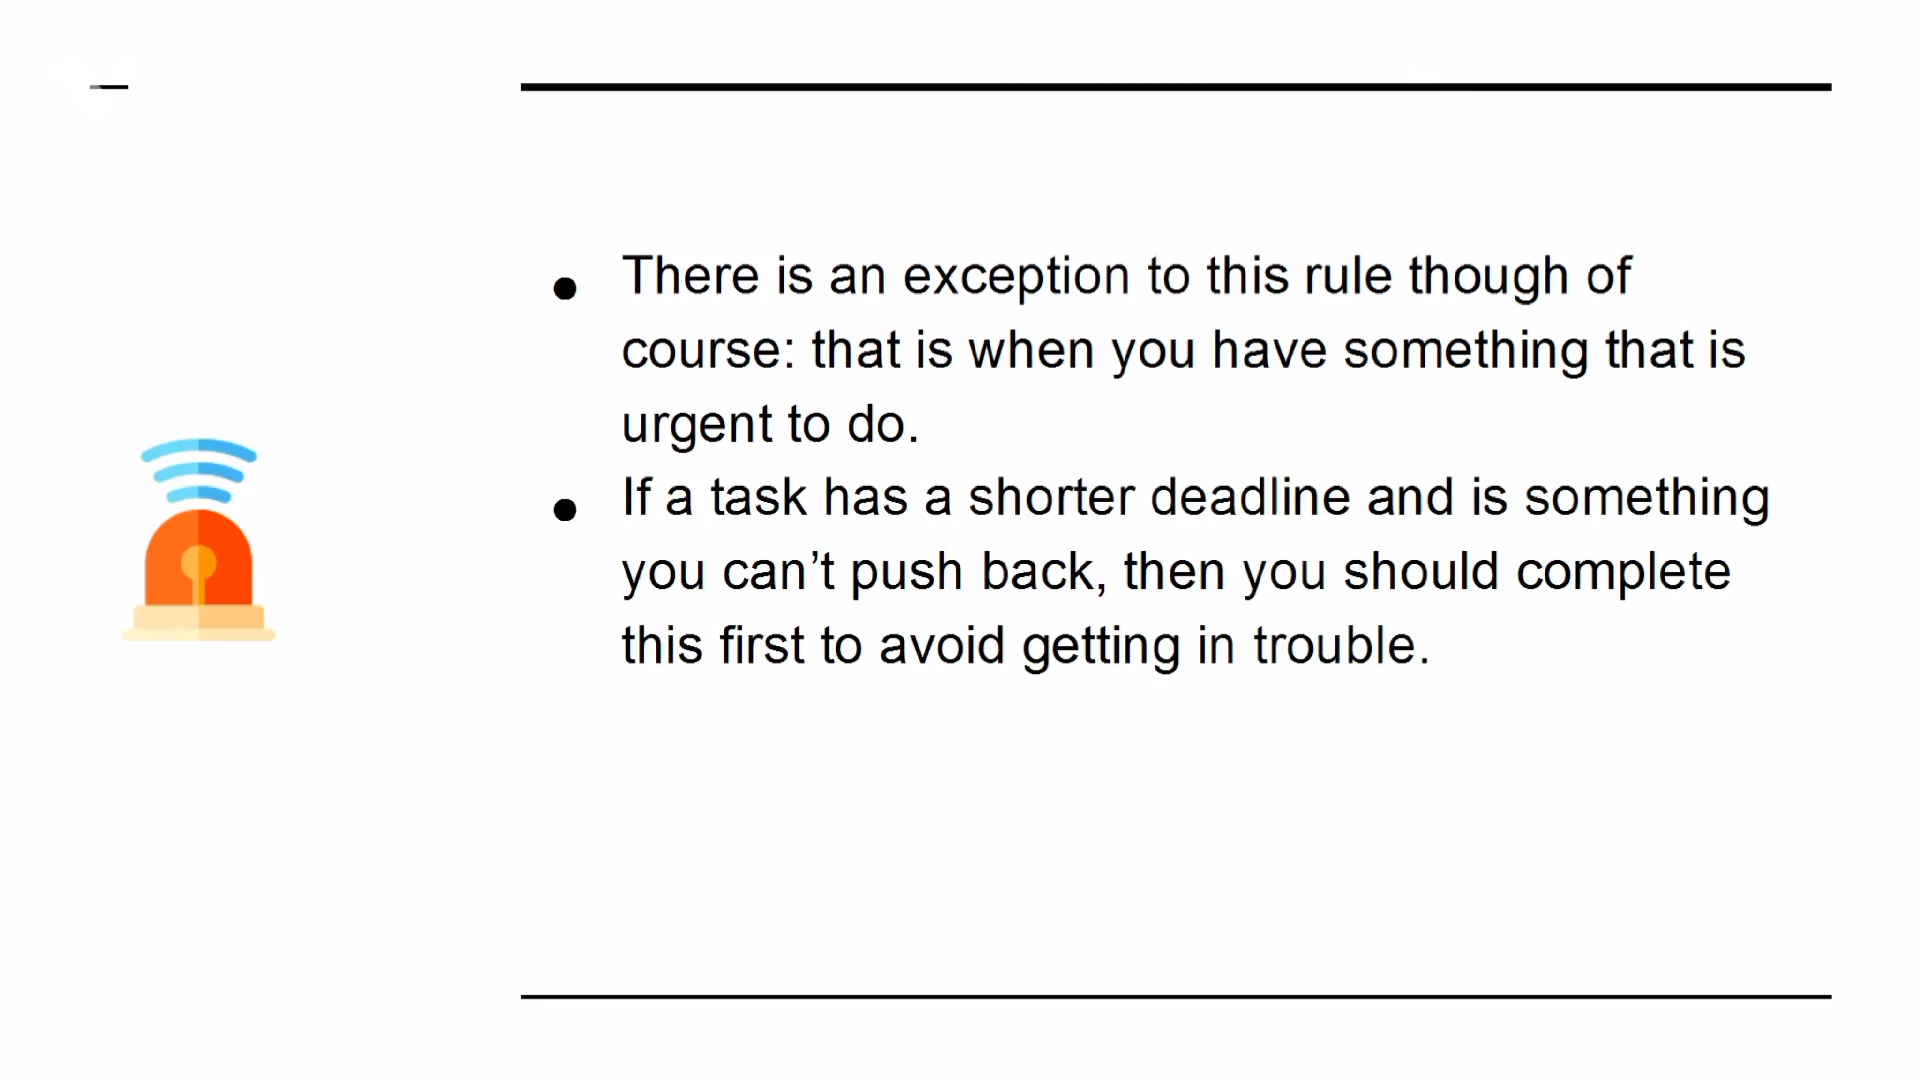 There is an exception to this rule though of
course: that is when you have something that is
urgent to do.
If a task has a shorter deadline and is something
you can’t push back, then you should complete
this first to avoid getting in trouble.